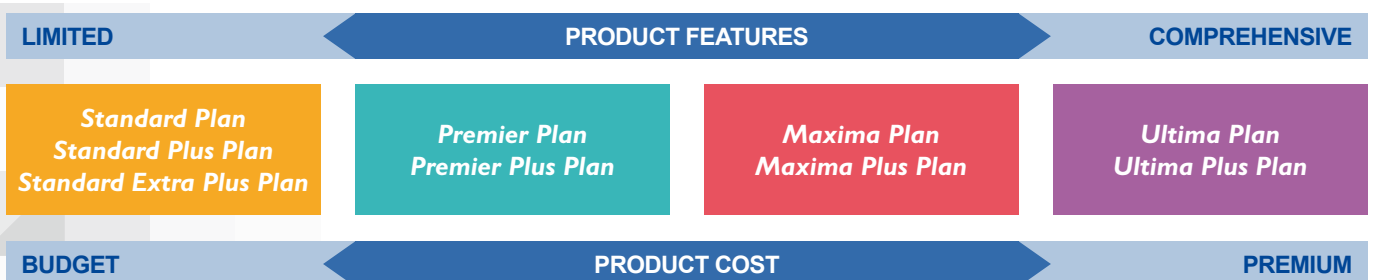 LIMITED PRODUCT FEATURES COMPREHENSIVE
Standard Plan
Standard Plus Plan
Standard Extra Plus Plan
Premier Plan
Premier Plus Plan
Maxima Plan
Maxima Plus Plan
Ultima Plan
Ultima Plus Plan
BUDGET PRODUCT COST PREMIUM